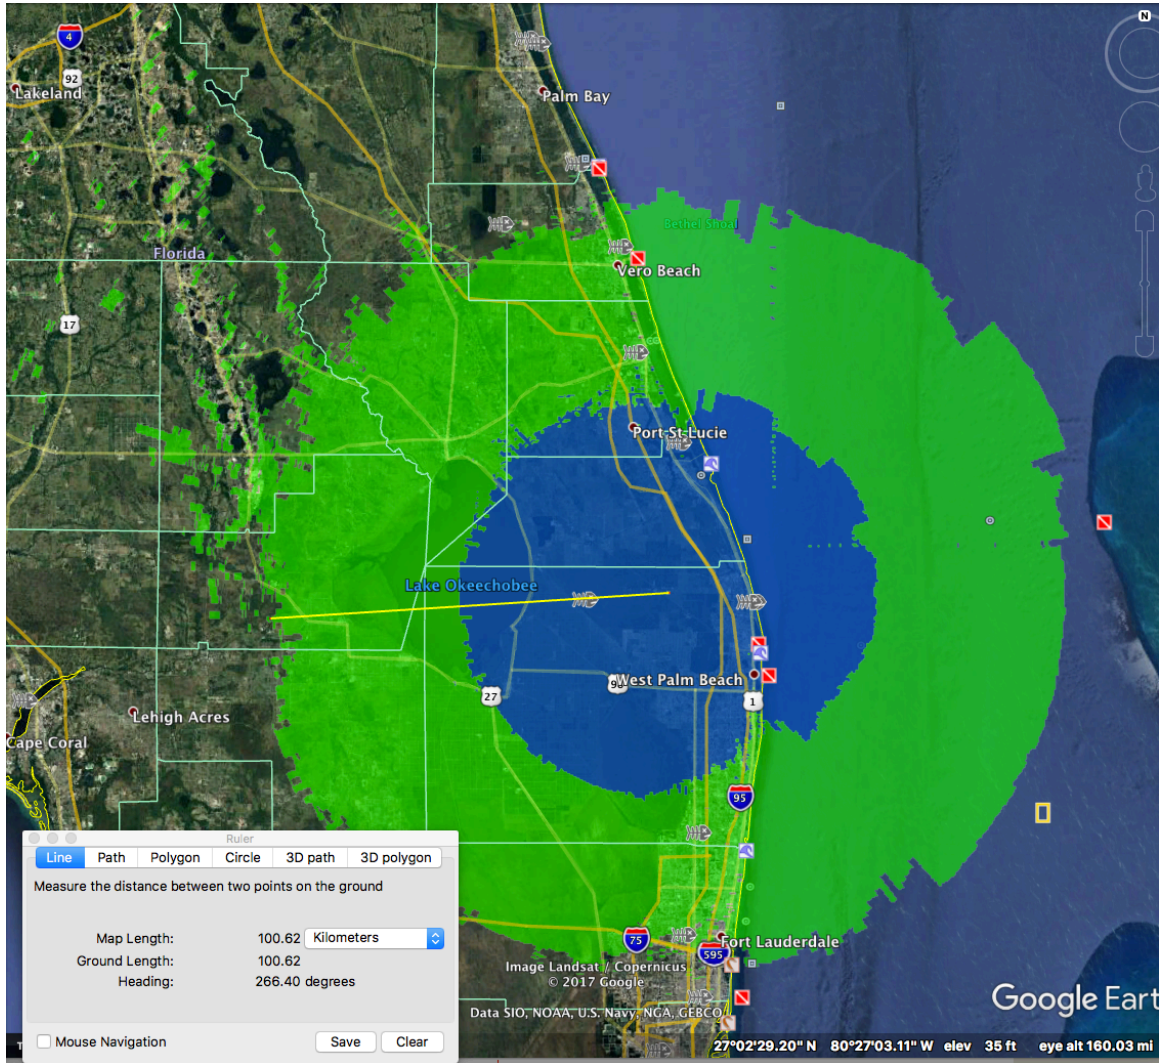 N
4
92
Lakeland
Palm Bay
Bethel Shoal
Florida
Vero Beach
17
Port St Lucie
Lake Okeechobee
West Palm Beach
27
98
1
Lehigh Acres
Cape Coral
95
Ruler
Line Path Polygon Circle 3D path 3D polygon
Measure the distance between two points on the ground
Map Length: 100.62 Kilometers
Ground Length: 100.62
Heading: 266.40 degrees
Mouse Navigation Save Clear
75
595
Fort Lauderdale
Image Landsat / Copernicus
© 2017 Google
Data SIO, NOAA, U.S. Navy, NGA, GEBCO
Google Eart
27°02'29.20" N 80°27'03.11" W elev 35 ft eye alt 160.03 mi